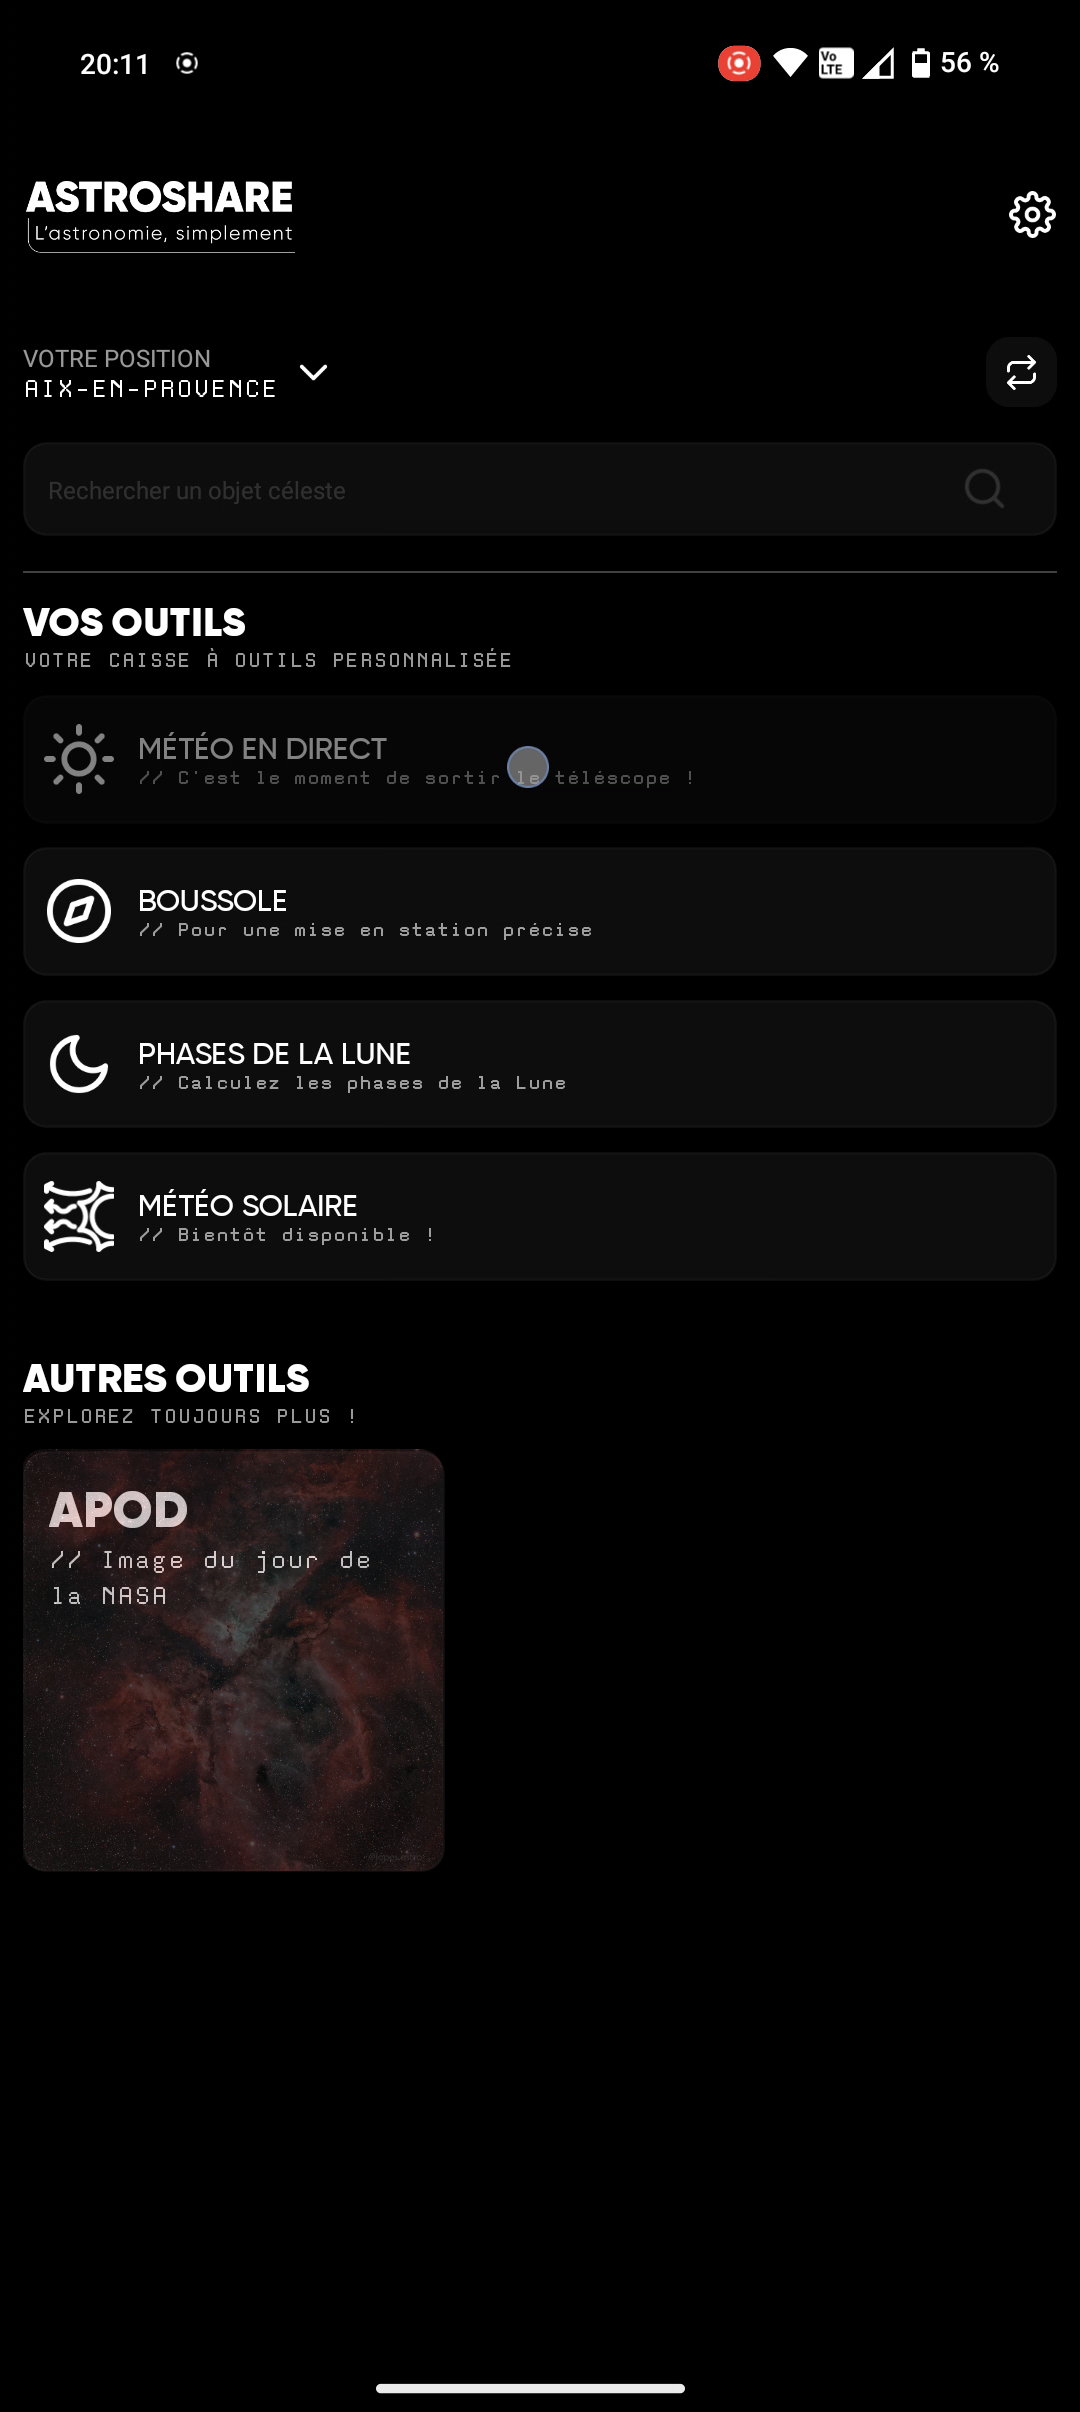 20:11
Vo LTE
56 %
ASTROSHARE
L'astronomie, simplement
VOTRE POSITION
AIX-EN-PROVENCE
Rechercher un objet céleste
VOS OUTILS
VOTRE CAISSE À OUTILS PERSONNALISÉE
MÉTÉO EN DIRECT
// C'est le moment de sortir le téléscope !
BOUSSOLE
// Pour une mise en station précise
PHASES DE LA LUNE
// Calculez les phases de la Lune
MÉTÉO SOLAIRE
// Bientôt disponible !
AUTRES OUTILS
EXPLOREZ TOUJOURS PLUS !
APOD
// Image du jour de
la NASA